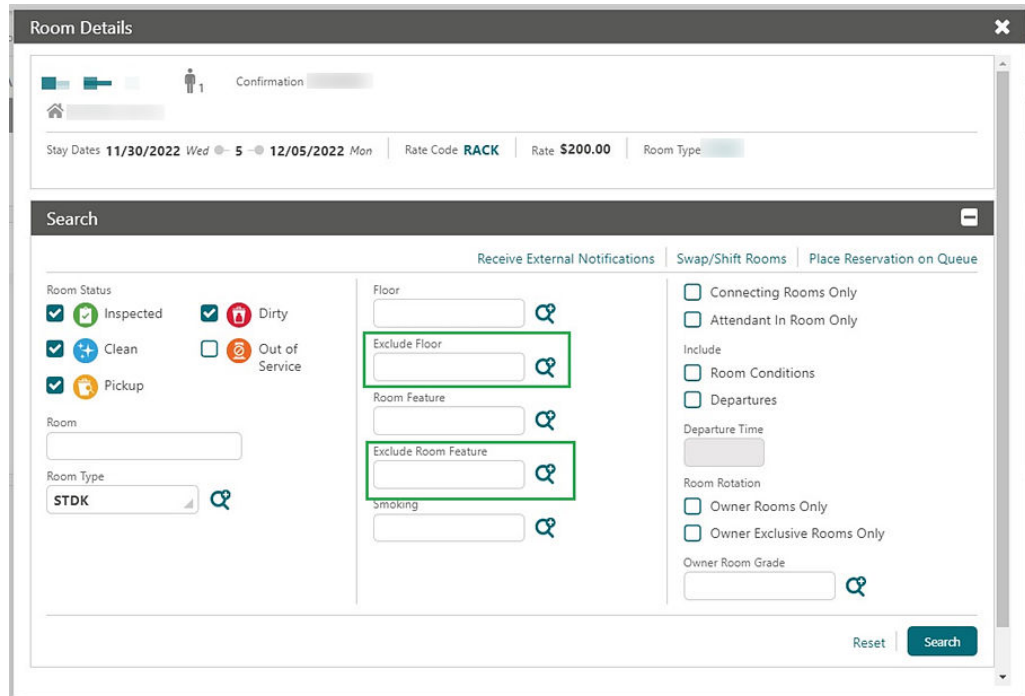 Room Details
1 Confirmation
Stay Dates 11/30/2022 Wed 5 12/05/2022 Mon Rate Code RACK Rate $200.00 Room Type
Search
Receive External Notifications Swap/Shift Rooms Place Reservation on Queue
Room Status
Inspected Dirty
Clean Out of
Service
Pickup
Room
Room Type
STDK
Floor
Exclude Floor
Room Feature
Exclude Room Feature
Smoking
Connecting Rooms Only
Attendant In Room Only
Include
Room Conditions
Departures
Departure Time
Room Rotation
Owner Rooms Only
Owner Exclusive Rooms Only
Owner Room Grade
Reset Search